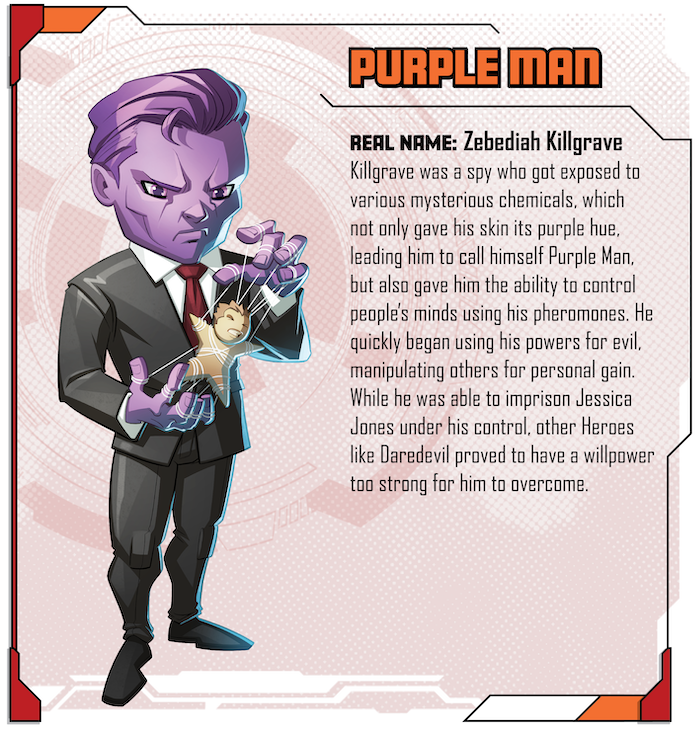 PURPLE MAN
REAL NAME: Zebediah Killgrave
Killgrave was a spy who got exposed to
various mysterious chemicals, which
not only gave his skin its purple hue,
leading him to call himself Purple Man,
but also gave him the ability to control
people's minds using his pheromones. He
quickly began using his powers for evil,
manipulating others for personal gain.
While he was able to imprison Jessica
Jones under his control, other Heroes
like Daredevil proved to have a willpower
too strong for him to overcome.